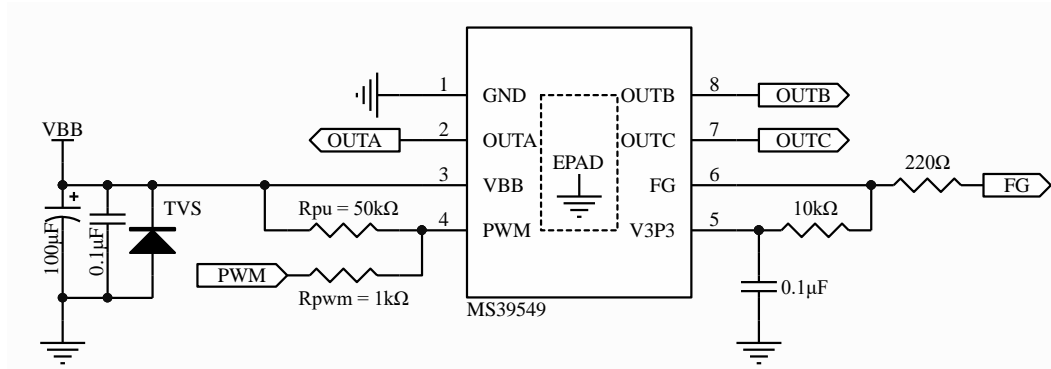 1
GND
OUTB
8
OUTB
OUTA
2
OUTA
OUTC
7
OUTC
VBB
EPAD
220Ω
3
VBB
FG
6
FG
+
TVS
Rpu = 50kΩ
4
PWM
V3P3
5
10kΩ
100μF
0.1μF
PWM
Rpwm = 1kΩ
0.1μF
MS39549